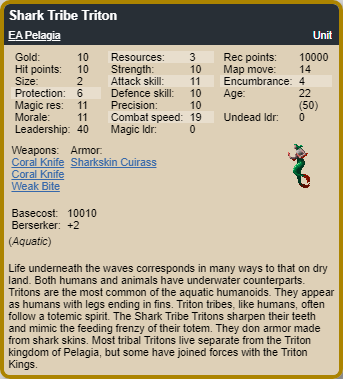 Shark Tribe Triton
EA Pelagia Unit
Gold: 10 Resources: 3 Rec points: 10000
Hit points: 10 Strength: 10 Map move: 14
Size: 2 Attack skill: 11 Encumbrance: 4
Protection: 6 Defence skill: 10 Age: 22
Magic res: 11 Precision: 10 (50)
Morale: 11 Combat speed: 19 Undead ldr: 0
Leadership: 40 Magic ldr: 0
Weapons: Armor:
Coral Knife Sharkskin Cuirass
Coral Knife
Weak Bite
Basecost: 10010
Berserker: +2
(Aquatic)
Life underneath the waves corresponds in many ways to that on dry
land. Both humans and animals have underwater counterparts.
Tritons are the most common of the aquatic humanoids. They appear
as humans with legs ending in fins. Triton tribes, like humans, often
follow a totemic spirit. The Shark Tribe Tritons sharpen their teeth
and mimic the feeding frenzy of their totem. They don armor made
from shark skins. Most tribal Tritons live separate from the Triton
kingdom of Pelagia, but some have joined forces with the Triton
Kings.